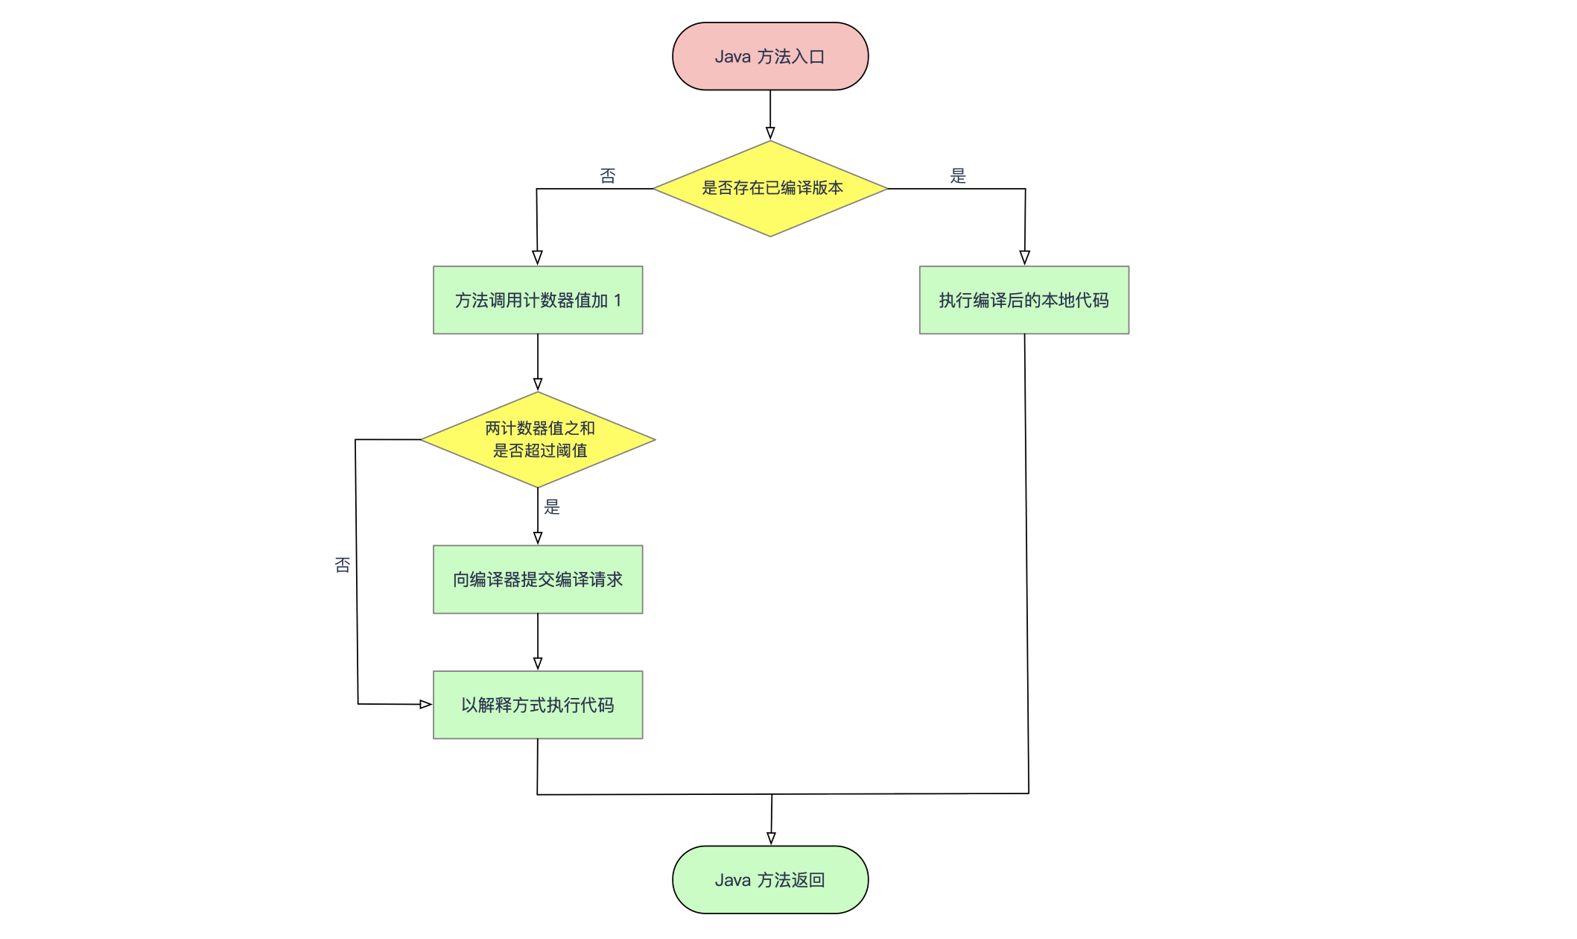 Java 方法入口
否
是否存在已编译版本
是
方法调用计数器值加 1
执行编译后的本地代码
两计数器值之和
是否超过阈值
是
否
向编译器提交编译请求
以解释方式执行代码
Java 方法返回